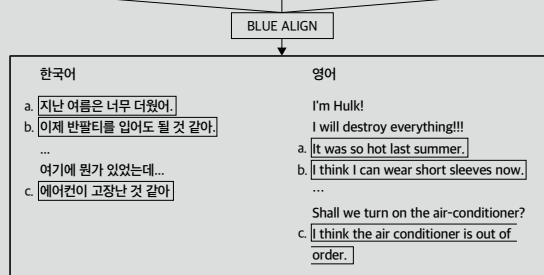 BLUE ALIGN
한국어
a. 지난 여름은 너무 더웠어.
b. 이제 반팔티를 입어도 될 것 같아.
...
여기에 뭔가 있었는데...
c. 에어컨이 고장난 것 같아
영어
I'm Hulk!
I will destroy everything!!!
a. It was so hot last summer.
b. I think I can wear short sleeves now.
...
Shall we turn on the air-conditioner?
c. I think the air conditioner is out of
order.